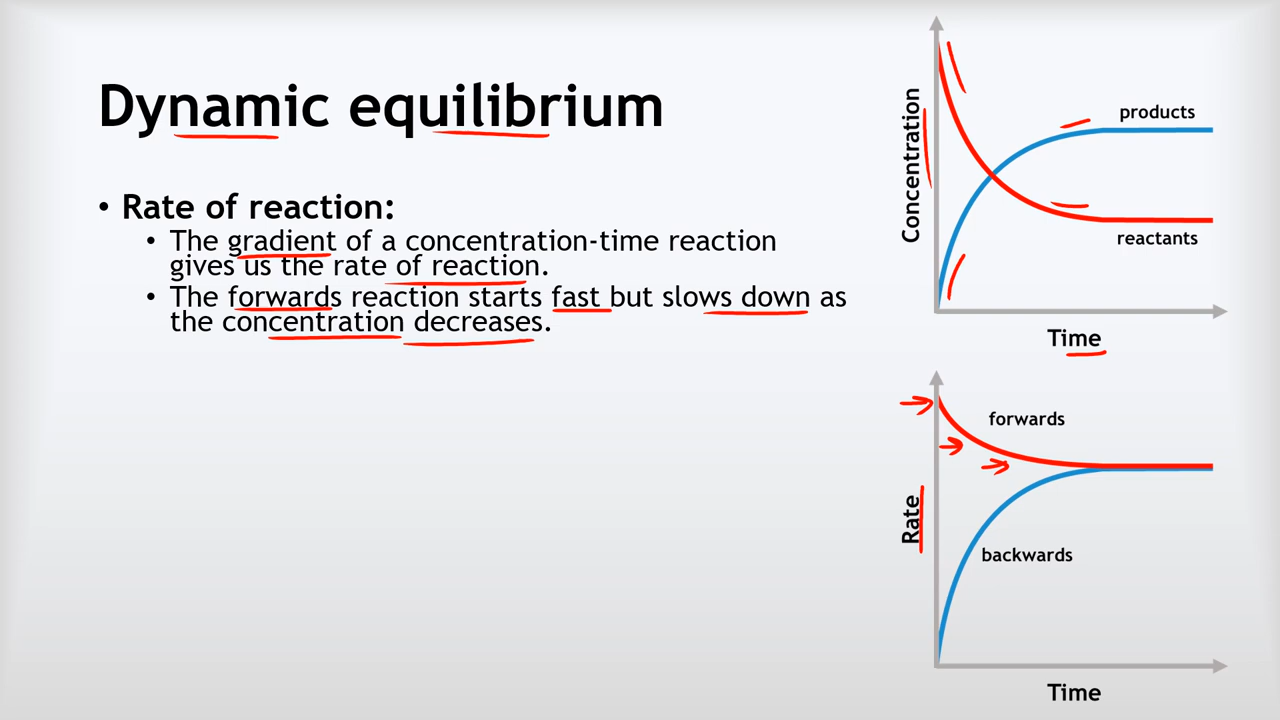 Dynamic equilibrium
• Rate of reaction:
• The gradient of a concentration-time reaction
gives us the rate of reaction.
• The forwards reaction starts fast but slows down as
the concentration decreases.
Concentration
products
reactants
Time
Rate
forwards
backwards
Time